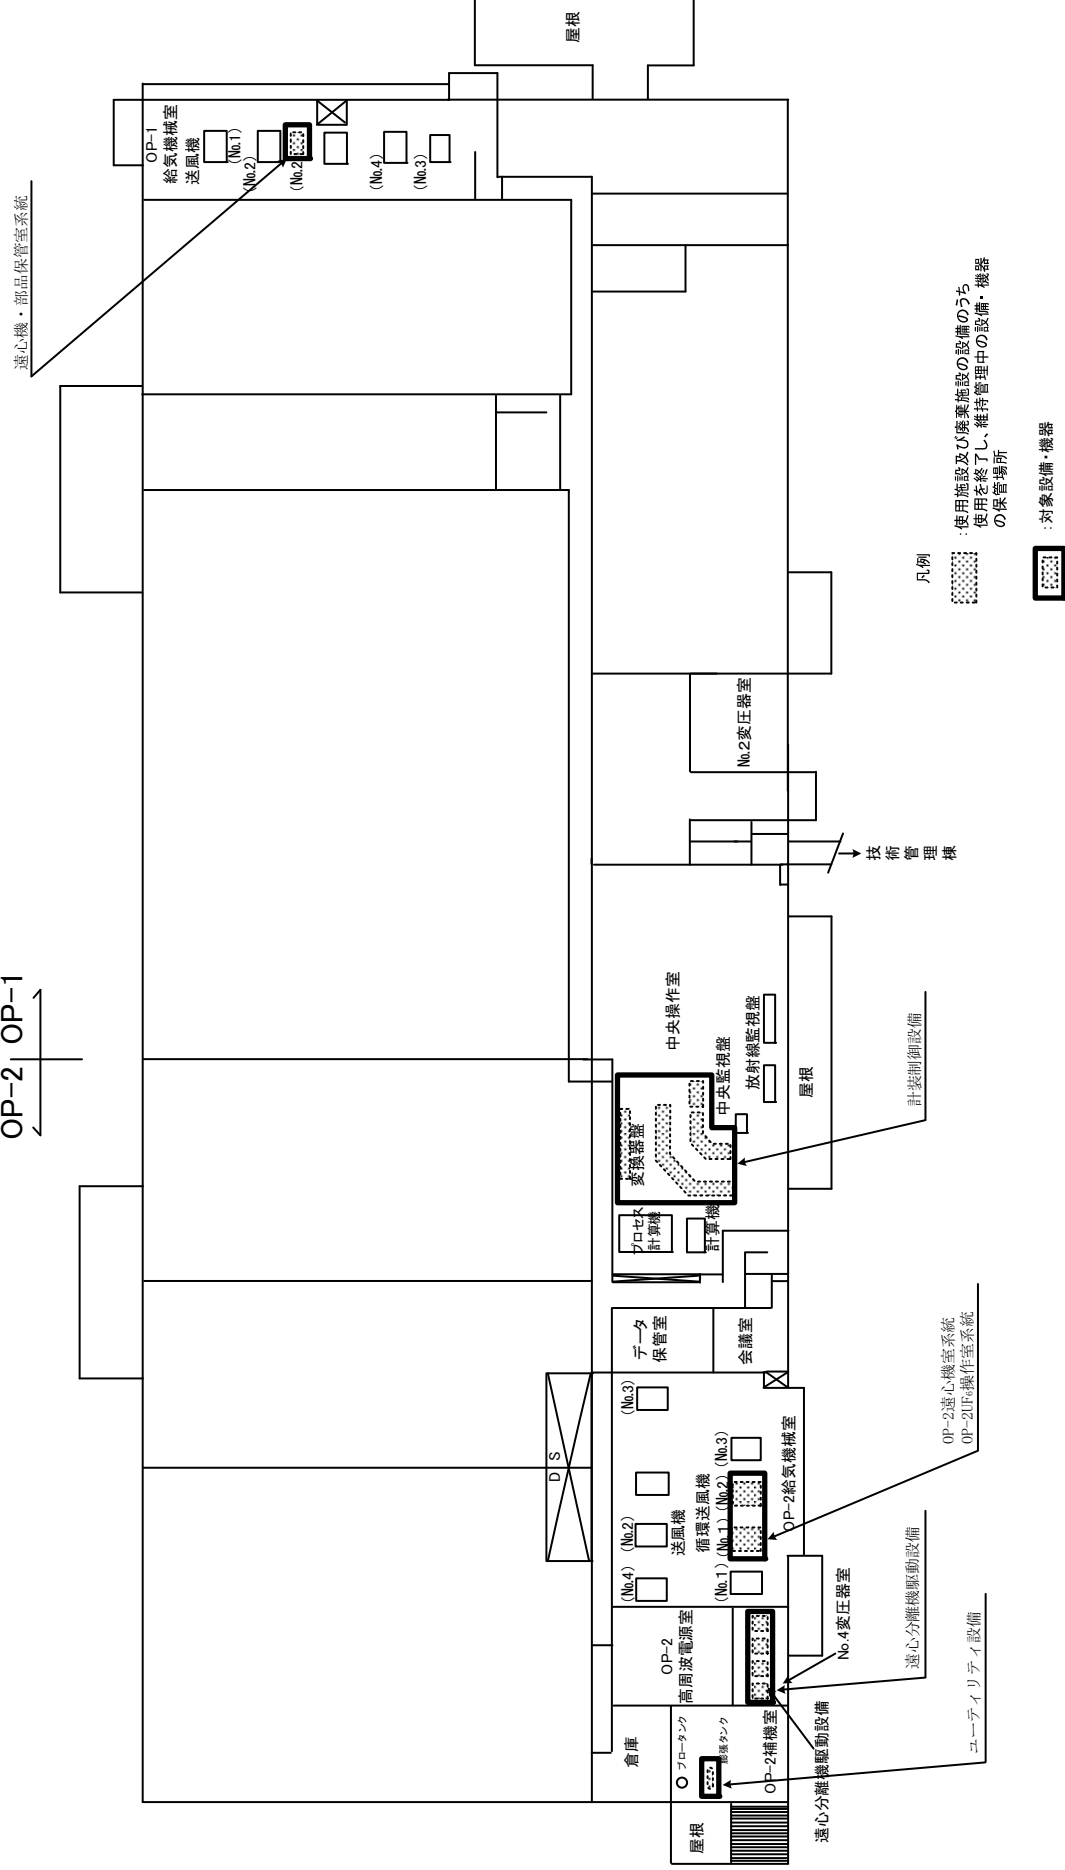 OP-2 OP-1
遠心機・部品保管室系統
屋根
OP-1
給気機械室
送風機
(No.1)
(No.2)
(No.2
(No.4)
(No.3)
No.2変圧器室
技術管理棟
中央操作室
中央監視盤
放射線監視盤
変換器盤
プロセス
計算機
計算機
屋根
計装制御設備
データ
保管室
会議室
D S
(No.3)
(No.2)
(No.4)
送風機
循環送風機
(No.1)
(No.1)
(No.2)
(No.3)
OP-2給気機械室
OP-2遠心機室系統
OP-2UF₆操作室系統
OP-2
高周波電源室
No.4変圧器室
遠心分離機駆動設備
遠心分離機駆動設備
倉庫
ブロータンク
膨張タンク
OP-2補機室
ユーティリティ設備
屋根
凡例
:使用施設及び廃棄施設の設備のうち
使用を終了し、維持管理中の設備・機器
の保管場所
:対象設備・機器